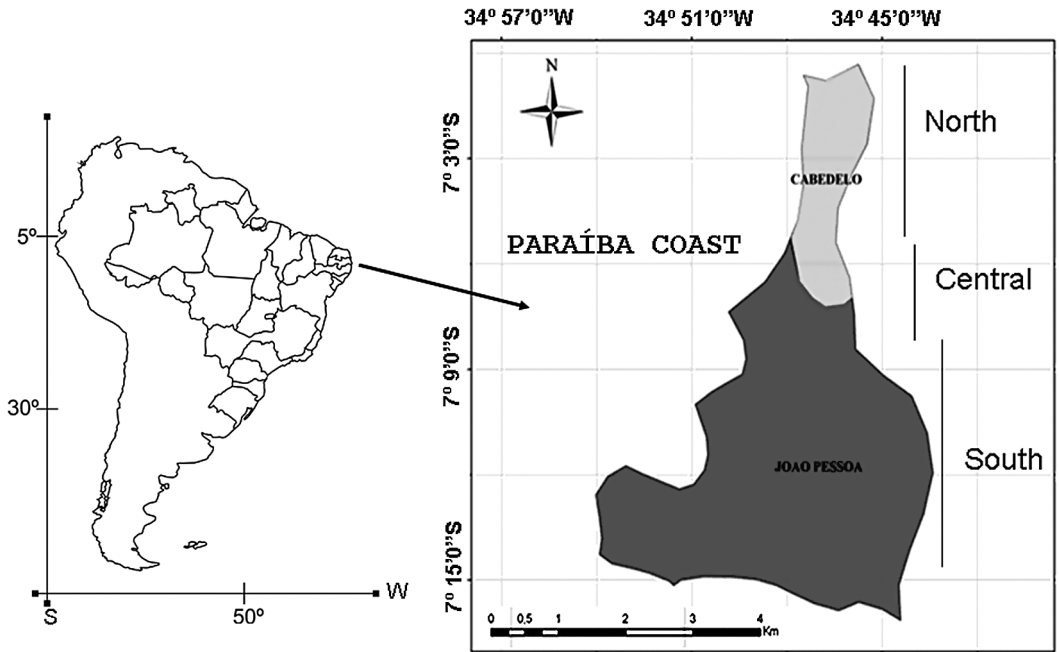 34º 57'0"W 34º 51'0"W 34º 45'0"W
N
North
7º 3'0"S
CABEDELO
5º
PARAÍBA COAST
Central
7º 9'0"S
30º
JOAO PESSOA
South
7º 15'0"S
W
S
50º
0 0,5 1 2 3 4
Km